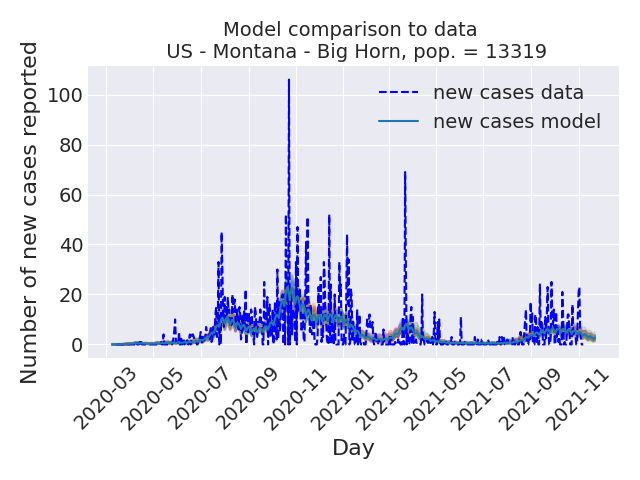 Model comparison to data
US - Montana - Big Horn, pop. = 13319
new cases data
new cases model
Number of new cases reported
100
80
60
40
20
0
2020-03
2020-05
2020-07
2020-09
2020-11
2021-01
2021-03
2021-05
2021-07
2021-09
2021-11
Day